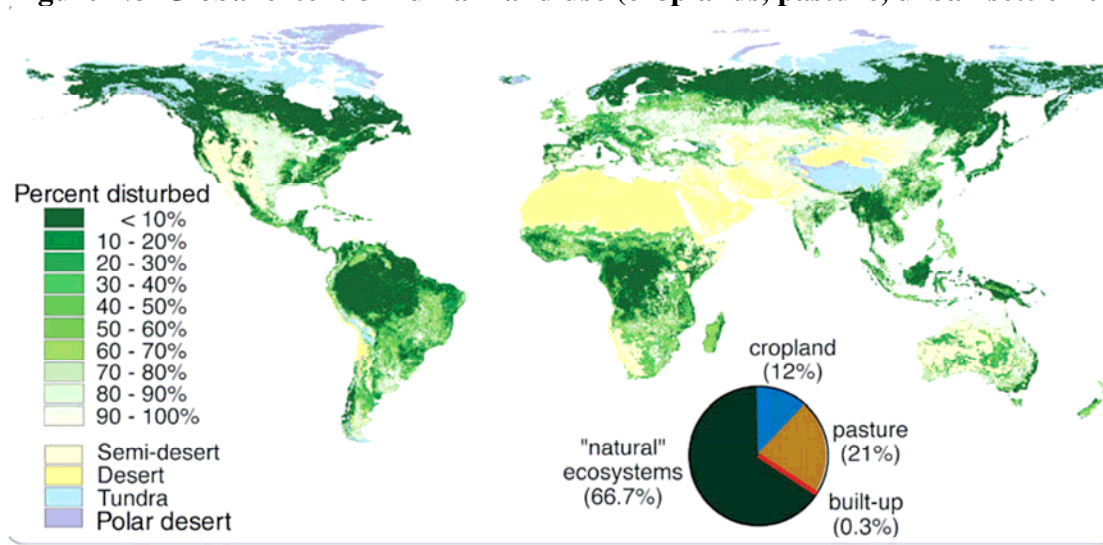 Percent disturbed
< 10%
10 - 20%
20 - 30%
30 - 40%
40 - 50%
50 - 60%
60 - 70%
70 - 80%
80 - 90%
90 - 100%
Semi-desert
Desert
Tundra
Polar desert
cropland
(12%)
pasture
(21%)
"natural"
ecosystems
(66.7%)
built-up
(0.3%)